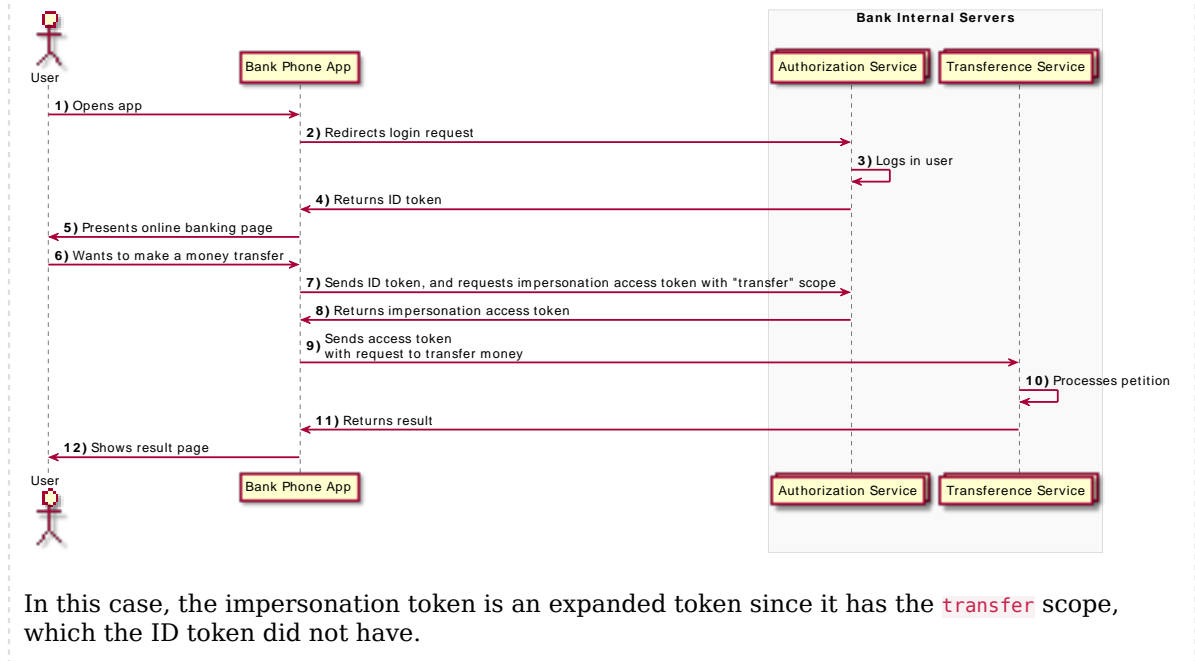 Bank Internal Servers
User
Bank Phone App
Authorization Service
Transference Service
1) Opens app
2) Redirects login request
3) Logs in user
4) Returns ID token
5) Presents online banking page
6) Wants to make a money transfer
7) Sends ID token, and requests impersonation access token with "transfer" scope
8) Returns impersonation access token
9) Sends access token
with request to transfer money
10) Processes petition
11) Returns result
12) Shows result page
User
Bank Phone App
Authorization Service
Transference Service
In this case, the impersonation token is an expanded token since it has the transfer scope,
which the ID token did not have.